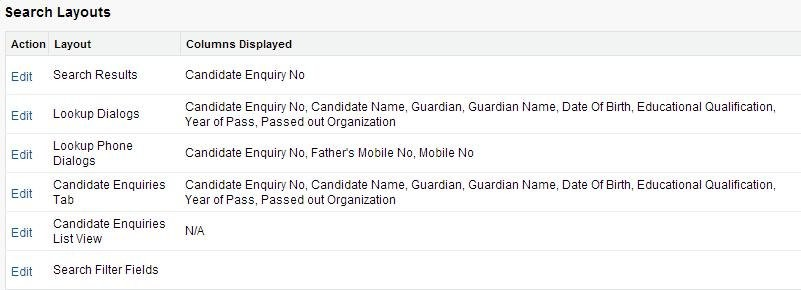 Search Layouts
Action Layout Columns Displayed
Edit Search Results Candidate Enquiry No
Edit Lookup Dialogs Candidate Enquiry No, Candidate Name, Guardian, Guardian Name, Date Of Birth, Educational Qualification,
Year of Pass, Passed out Organization
Edit Lookup Phone
Dialogs Candidate Enquiry No, Father's Mobile No, Mobile No
Edit Candidate Enquiries
Tab Candidate Enquiry No, Candidate Name, Guardian, Guardian Name, Date Of Birth, Educational Qualification,
Year of Pass, Passed out Organization
Edit Candidate Enquiries
List View N/A
Edit Search Filter Fields